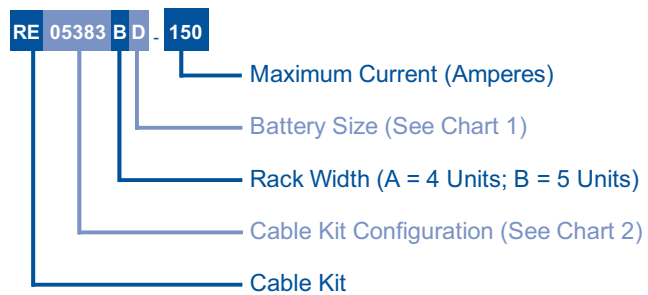 RE 05383 B D - 150
Maximum Current (Amperes)
Battery Size (See Chart 1)
Rack Width (A = 4 Units; B = 5 Units)
Cable Kit Configuration (See Chart 2)
Cable Kit